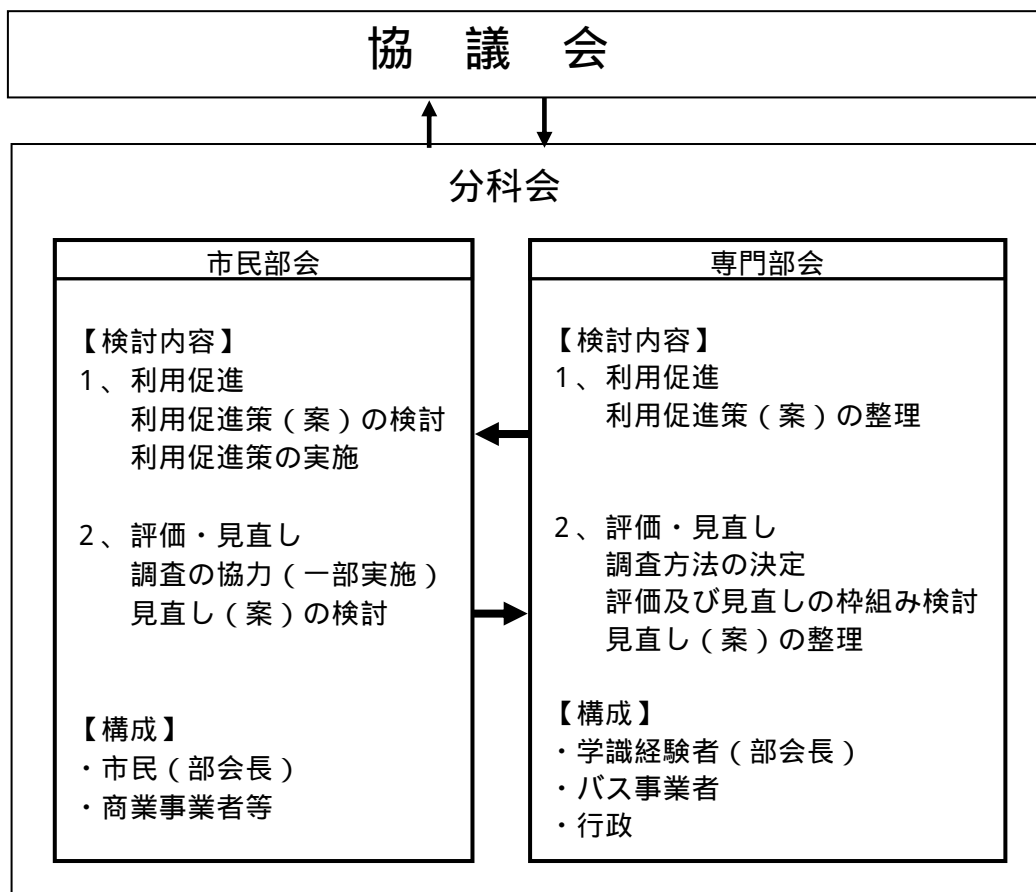 協 議 会
分科会
市民部会
【検討内容】
1、利用促進
利用促進策(案)の検討
利用促進策の実施
2、評価・見直し
調査の協力(一部実施)
見直し(案)の検討
【構成】
・市民(部会長)
・商業事業者等
専門部会
【検討内容】
1、利用促進
利用促進策(案)の整理
2、評価・見直し
調査方法の決定
評価及び見直しの枠組み検討
見直し(案)の整理
【構成】
・学識経験者(部会長)
・バス事業者
・行政